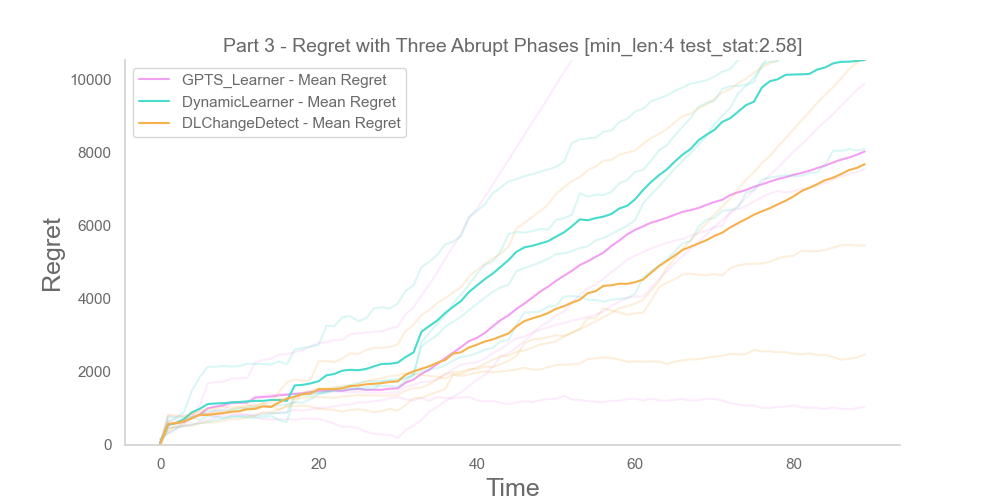 Part 3 - Regret with Three Abrupt Phases [min_len:4 test_stat:2.58]
GPTS_Learner - Mean Regret
DynamicLearner - Mean Regret
DLChangeDetect - Mean Regret
10000
8000
6000
4000
2000
0
Regret
0 20 40 60 80
Time